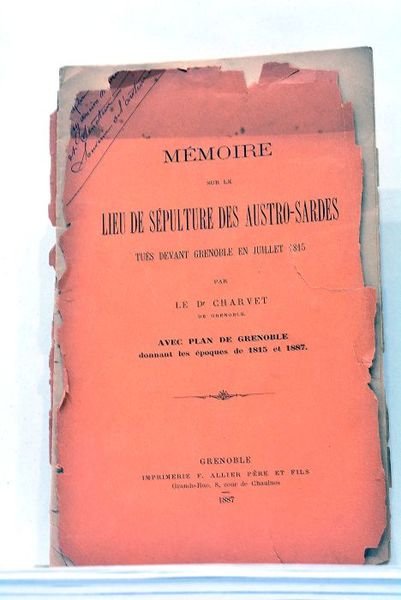 MÉMOIRE
SUR LE
LIEU DE SÉPULTURE DES AUSTRO-SARDES
TUÉS DEVANT GRENOBLE EN JUILLET 1815
PAR
LE Dr CHARVET
DE GRENOBLE.
AVEC PLAN DE GRENOBLE
donnant les époques de 1815 et 1887.
GRENOBLE
IMPRIMERIE F. ALLIER PÈRE ET FILS
Grande-Rue, 8, cour de Chaulnes
1887